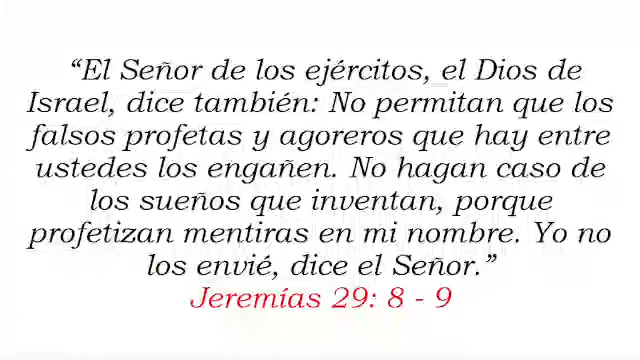 “El Señor de los ejércitos, el Dios de
Israel, dice también: No permitan que los
falsos profetas y agoreros que hay entre
ustedes los engañen. No hagan caso de
los sueños que inventan, porque
profetizan mentiras en mi nombre. Yo no
los envié, dice el Señor.”
Jeremías 29: 8 - 9